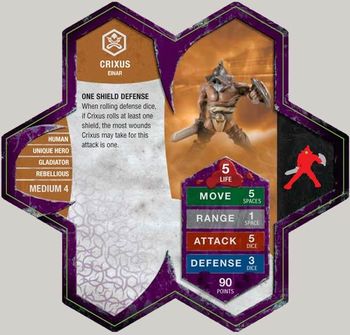 CRIXUS
EINAR
ONE SHIELD DEFENSE
When rolling defense dice,
if Crixus rolls at least one
shield, the most wounds
Crixus may take for this
attack is one.
HUMAN
UNIQUE HERO
GLADIATOR
REBELLIOUS
MEDIUM 4
5
LIFE
MOVE 5 SPACES
RANGE 1 SPACE
ATTACK 5 DICE
DEFENSE 3 DICE
90
POINTS